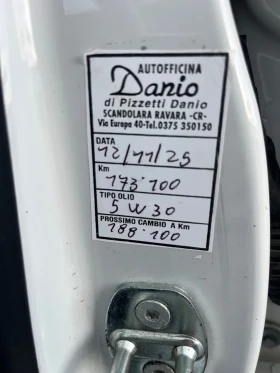 AUTOFFICINA
Danio
di Pizzetti Danio
SCANDOLARA RAVARA -CR-
Via Europa 40-Tel.0375 350150
DATA
12/11/25
Km
173.100
TIPO OLIO
5W30
PROSSIMO CAMBIO A Km
188.100